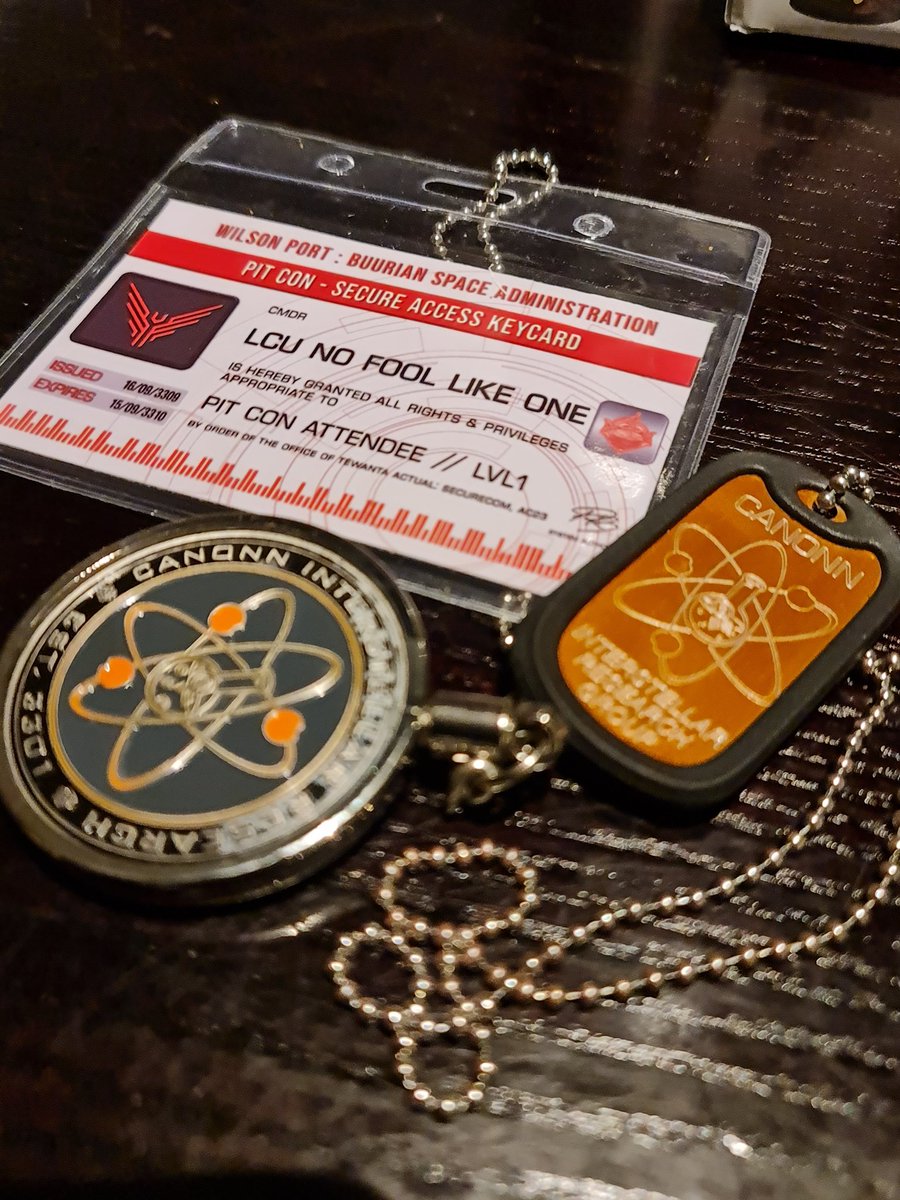 WILSON PORT : BUURIAN SPACE ADMINISTRATION
PIT CON - SECURE ACCESS KEYCARD
CMDR
LCU NO FOOL LIKE ONE
IS HEREBY GRANTED ALL RIGHTS & PRIVILEGES
APPROPRIATE TO
PIT CON ATTENDEE // LVL1
BY ORDER OF THE OFFICE OF TEWANTA ACTUAL: SECURECOM, AC23
ISSUED 16/09/3309
EXPIRES 15/09/3310
CANONN
INTERSTELLAR
RESEARCH
GROUP
CANONN INTERSTELLAR RESEARCH
EST. 3301